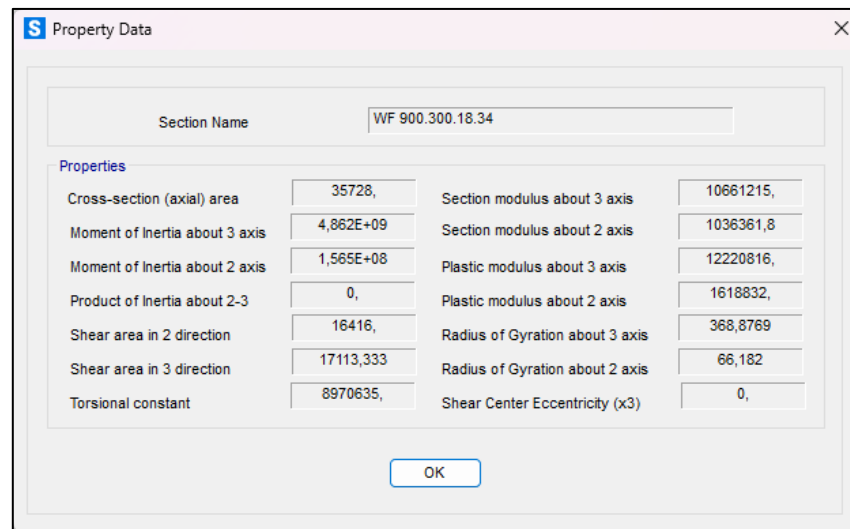 S Property Data
Section Name WF 900.300.18.34
Properties
Cross-section (axial) area 35728, Section modulus about 3 axis 10661215,
Moment of Inertia about 3 axis 4,862E+09 Section modulus about 2 axis 1036361,8
Moment of Inertia about 2 axis 1,565E+08 Plastic modulus about 3 axis 12220816,
Product of Inertia about 2-3 0, Plastic modulus about 2 axis 1618832,
Shear area in 2 direction 16416, Radius of Gyration about 3 axis 368,8769
Shear area in 3 direction 17113,333 Radius of Gyration about 2 axis 66,182
Torsional constant 8970635, Shear Center Eccentricity (x3) 0,
OK